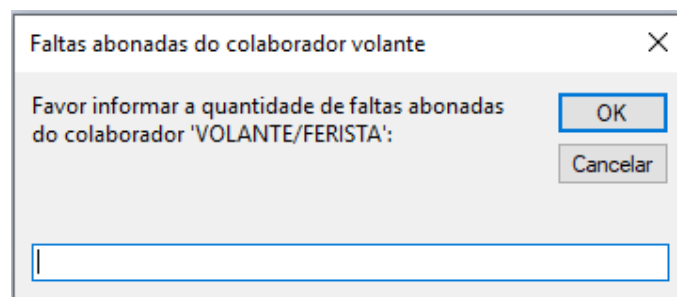 Faltas abonadas do colaborador volante
Favor informar a quantidade de faltas abonadas
do colaborador 'VOLANTE/FERISTA':
OK
Cancelar